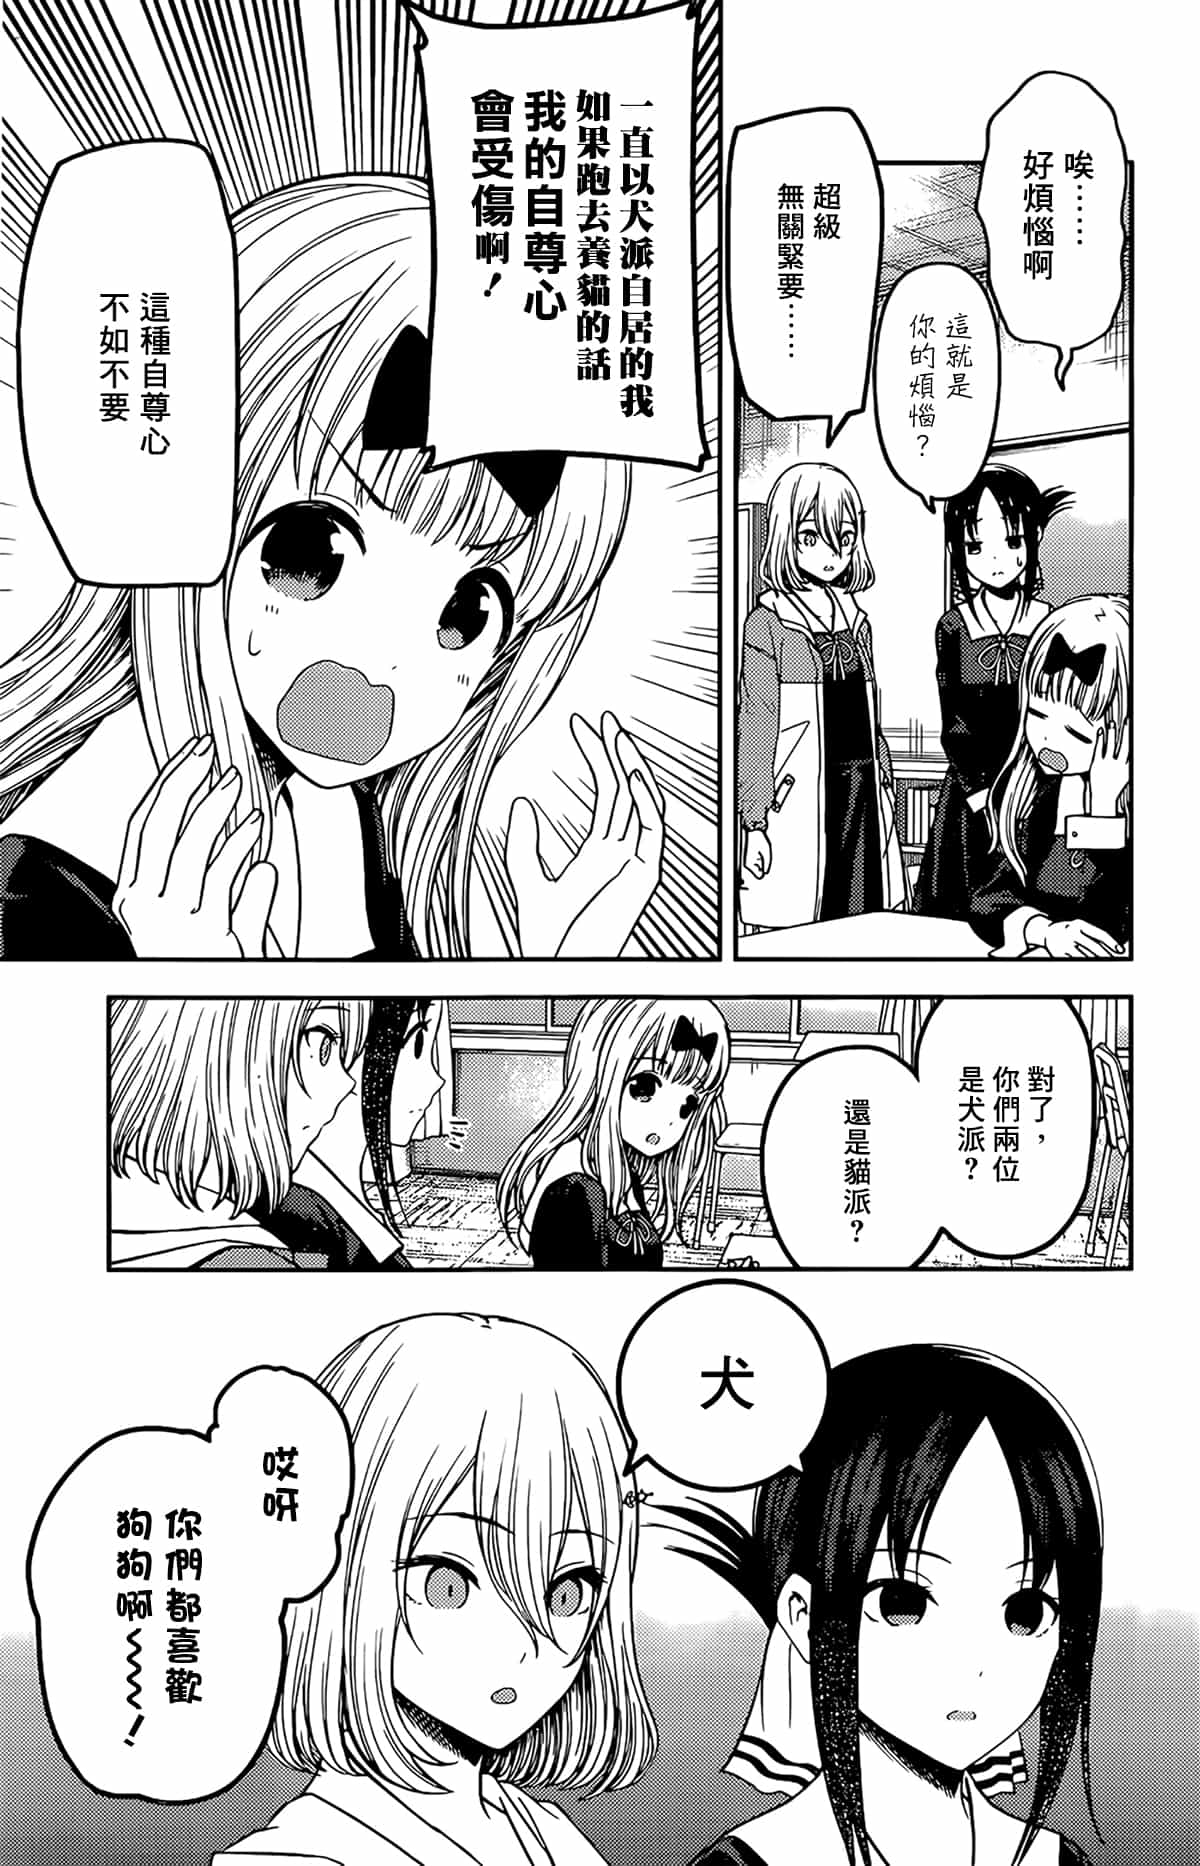 唉⋯⋯
好煩惱啊
這就是
你的煩惱？
超級
無關緊要⋯⋯
一直以犬派自居的我
如果跑去養貓的話
我的自尊心
會受傷啊！
這種自尊心
不如不要
對了，
你們兩位
是犬派？
還是貓派？
犬
哎呀
你們都喜歡
狗狗啊～～～！